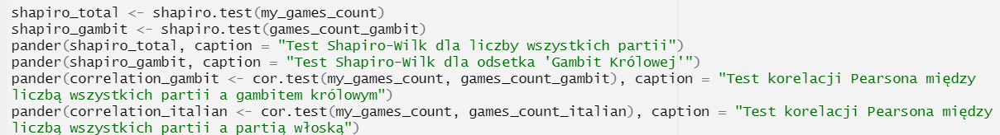 shapiro_total <- shapiro.test(my_games_count)
shapiro_gambit <- shapiro.test(games_count_gambit)
pander(shapiro_total, caption = "Test Shapiro-Wilk dla liczby wszystkich partii")
pander(shapiro_gambit, caption = "Test Shapiro-Wilk dla odsetka 'Gambit Królowej'")
pander(correlation_gambit <- cor.test(my_games_count, games_count_gambit), caption = "Test korelacji Pearsona między
liczbą wszystkich partii a gambitem królowym")
pander(correlation_italian <- cor.test(my_games_count, games_count_italian), caption = "Test korelacji Pearsona między
liczbą wszystkich partii a partią włoską")